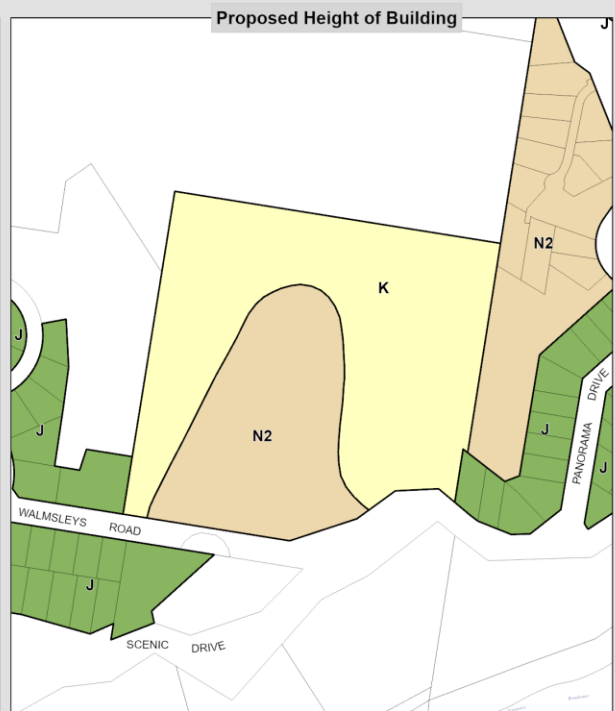 Proposed Height of Building
J
N2
K
J
J
N2
J
J
PANORAMA DRIVE
WALMSLEYS ROAD
J
SCENIC DRIVE